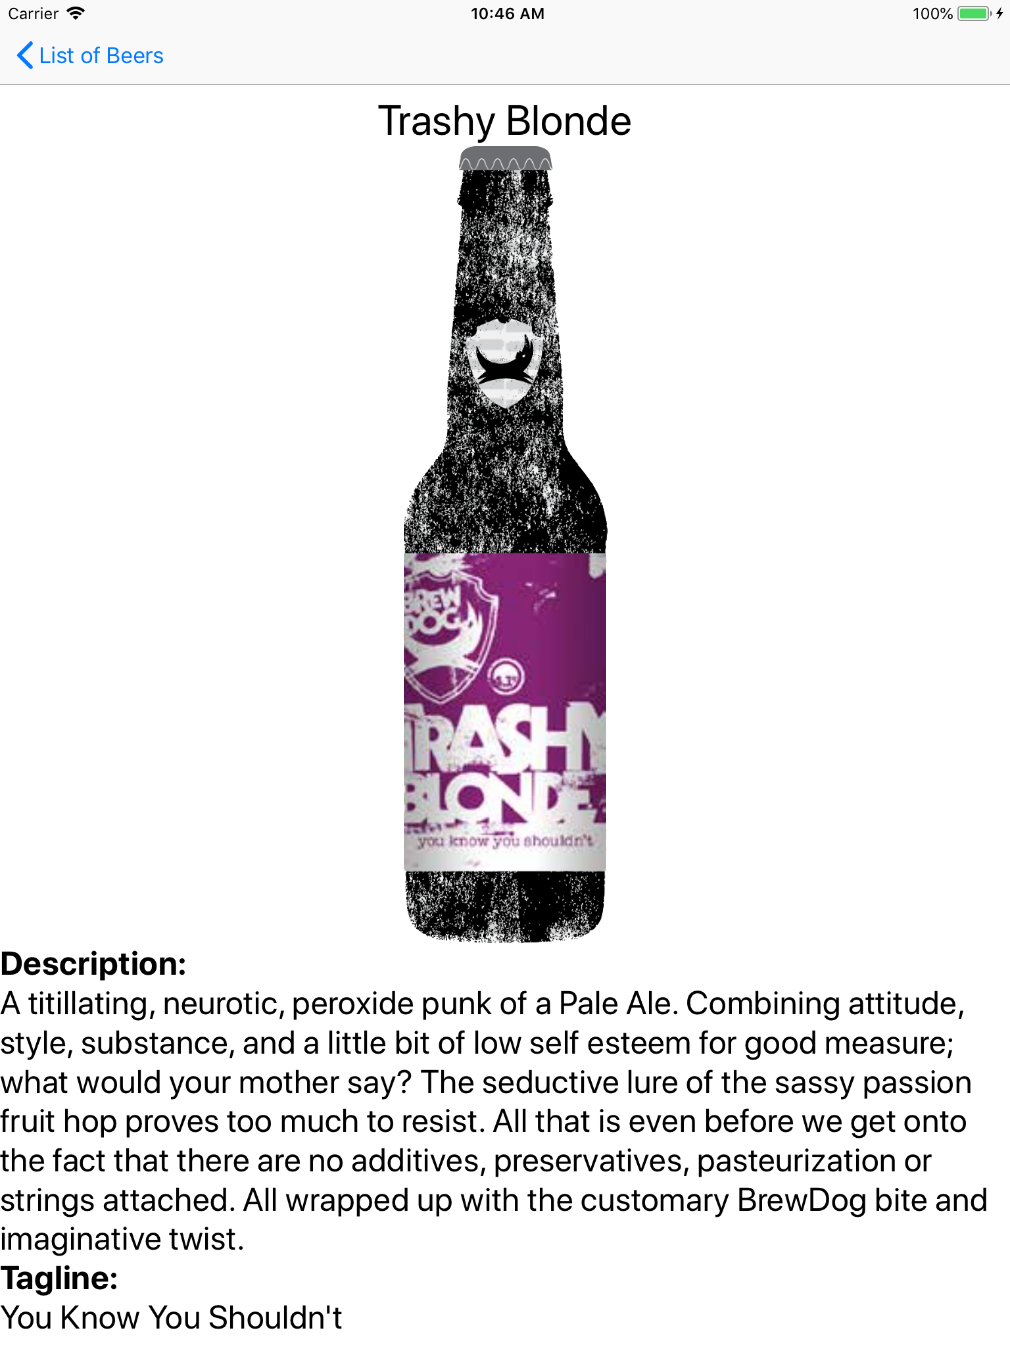 Carrier
10:46 AM
100%
List of Beers
Trashy Blonde
BREW
DOG
TRASHY
BLONDE
you know you shouldn't
Description:
A titillating, neurotic, peroxide punk of a Pale Ale. Combining attitude,
style, substance, and a little bit of low self esteem for good measure;
what would your mother say? The seductive lure of the sassy passion
fruit hop proves too much to resist. All that is even before we get onto
the fact that there are no additives, preservatives, pasteurization or
strings attached. All wrapped up with the customary BrewDog bite and
imaginative twist.
Tagline:
You Know You Shouldn't